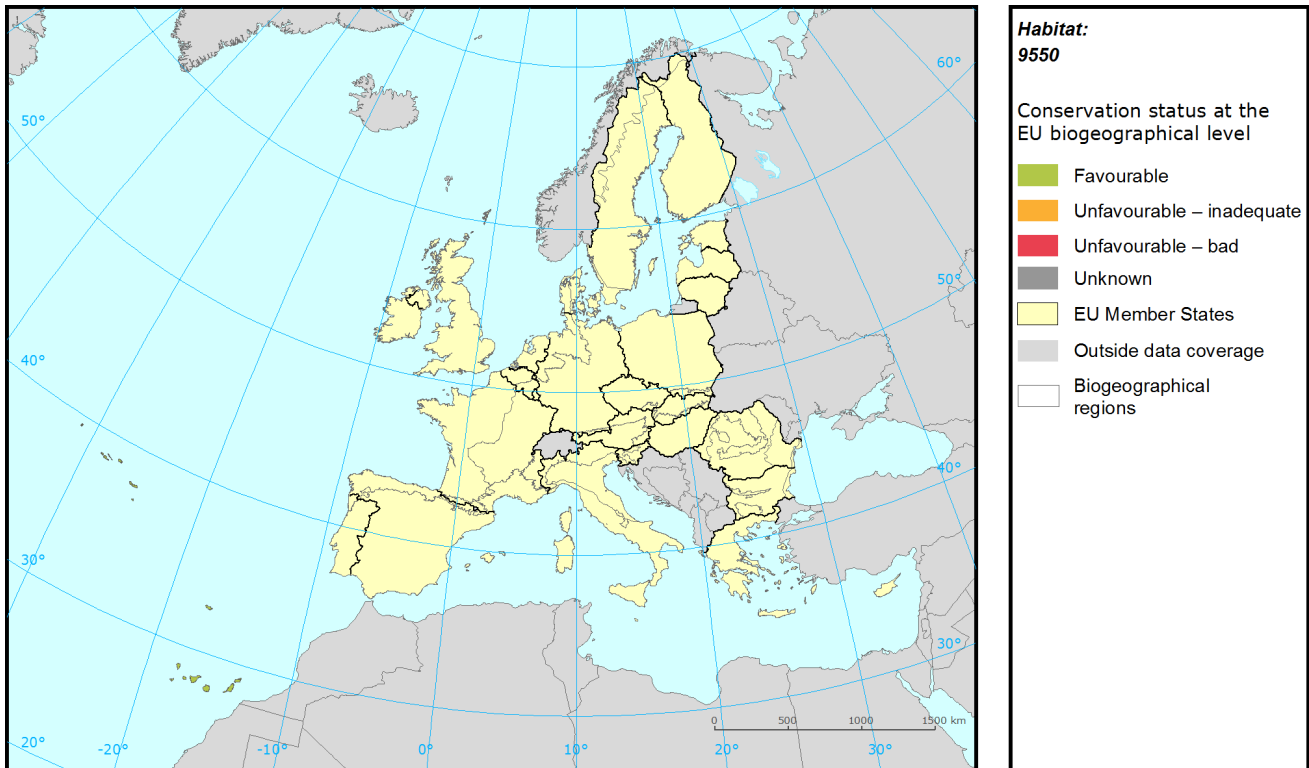 Habitat:
9550
Conservation status at the
EU biogeographical level
Favourable
Unfavourable – inadequate
Unfavourable – bad
Unknown
EU Member States
Outside data coverage
Biogeographical
regions
60°
50°
50°
40°
40°
30°
30°
20°
-20°
-10°
0°
10°
20°
30°
0 500 1000 1500 km